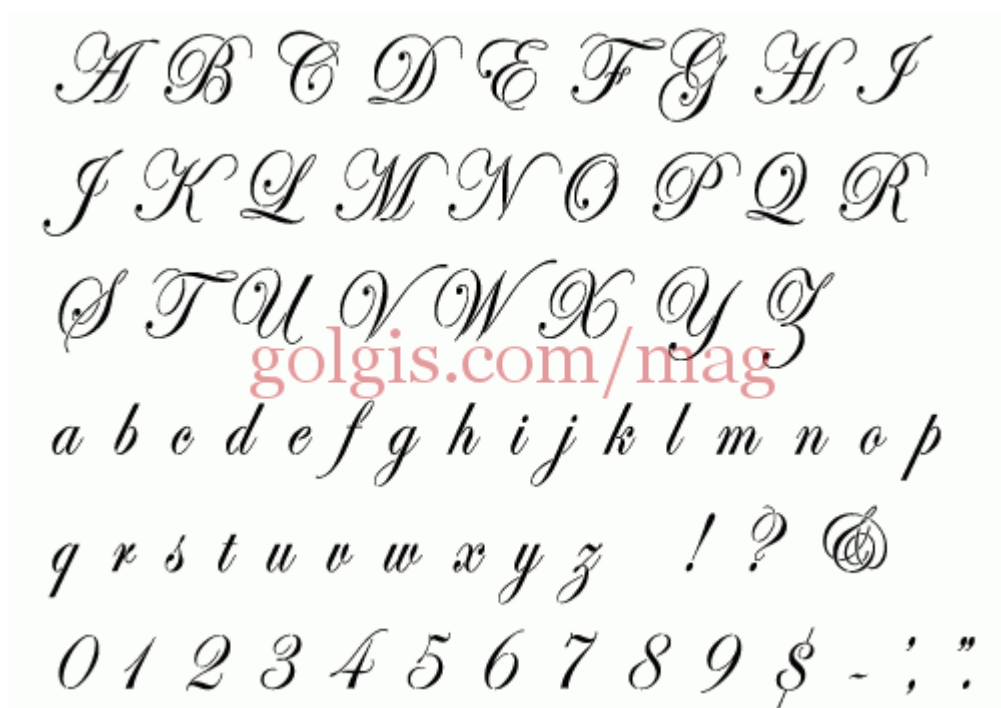 A B C D E F G H I
J K L M N O P Q R
S T U V W X Y Z
golgis.com/mag
a b c d e f g h i j k l m n o p
q r s t u v w x y z ! ? &
0 1 2 3 4 5 6 7 8 9 $ - ; ".